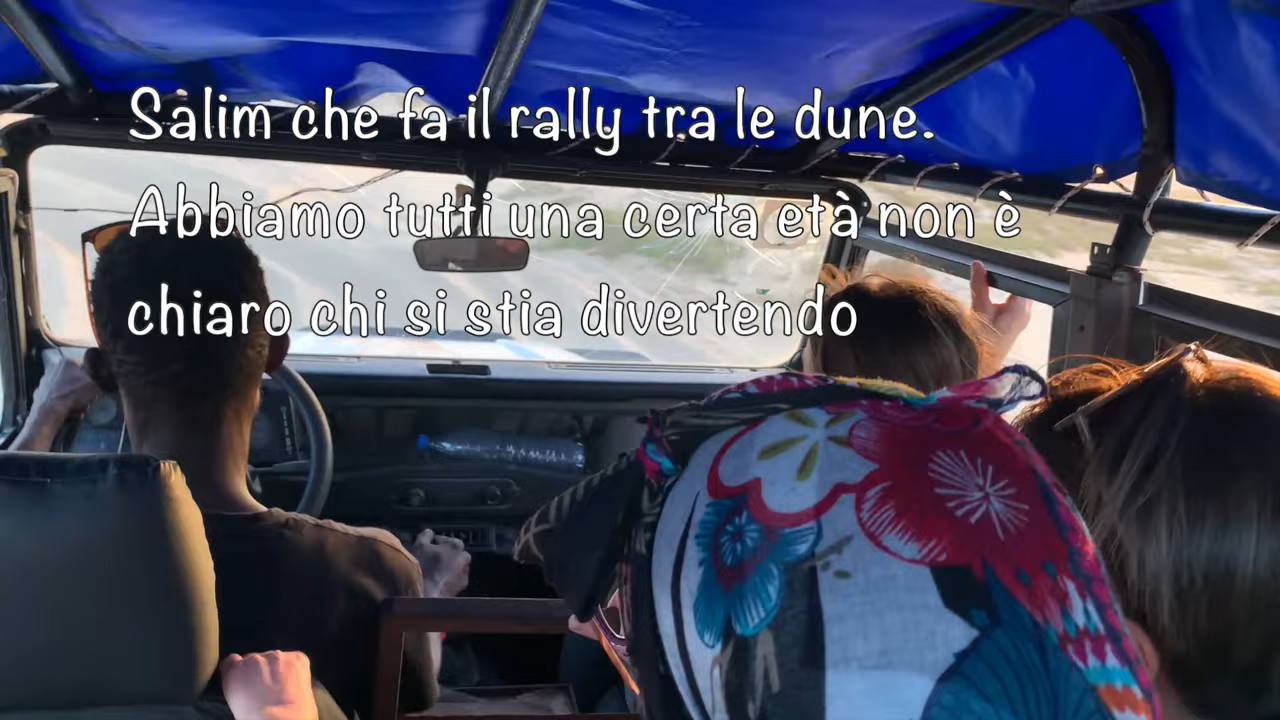 Salim che fa il rally tra le dune.
Abbiamo tutti una certa età non è
chiaro chi si stia divertendo